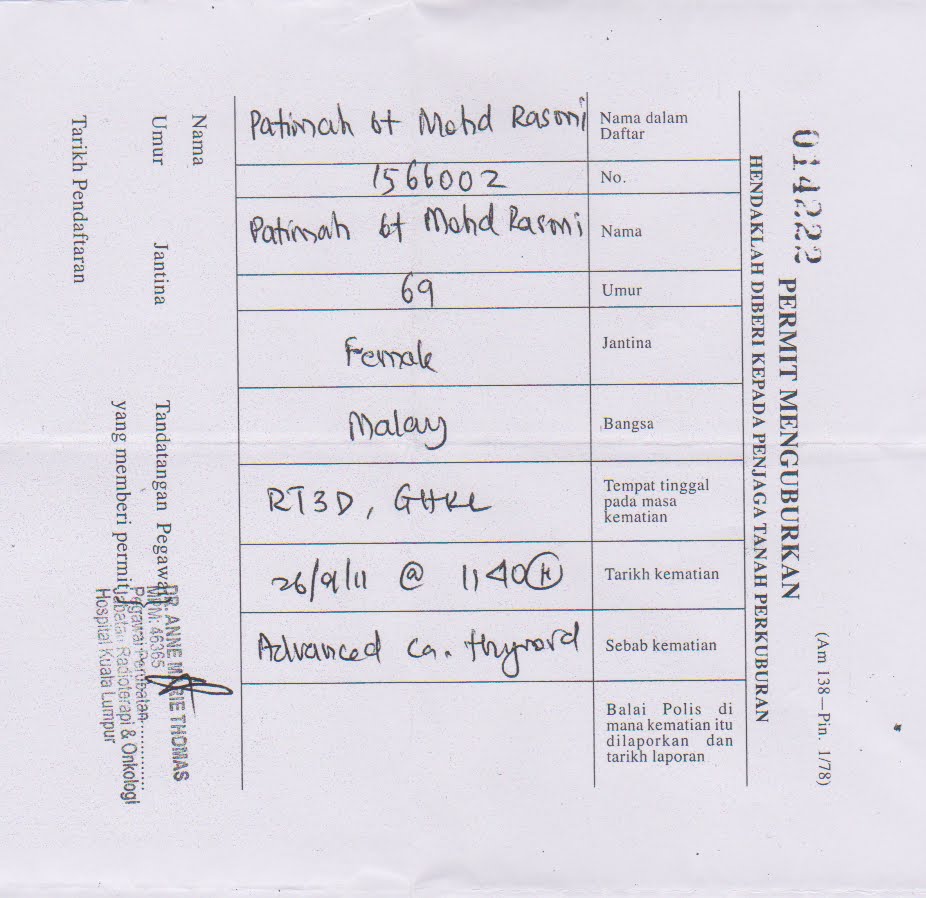 014222 PERMIT MENGUBURKAN
(Am 138—Pin. 1/78)
HENDAKLAH DIBERI KEPADA PENJAGA TANAH PERKUBURAN
Nama dalam Daftar
Patimah bt Mohd Rasmi
No.
1566002
Nama
Patimah bt Mohd Rasmi
Umur
69
Jantina
Female
Bangsa
Malay
Tempat tinggal
pada masa
kematian
RT3D, GHKL
Tarikh kematian
26/9/11 @ 1140 H
Sebab kematian
Advanced ca. thyroid
Balai Polis di
mana kematian itu
dilaporkan dan
tarikh laporan
Nama
Umur Jantina
Tarikh Pendaftaran
Tandatangan Pegawai
yang memberi permit
DR. ANNE MARIE THOMAS
MPM: 46365
Pegawai Perubatan
Jabatan Radioterapi & Onkologi
Hospital Kuala Lumpur